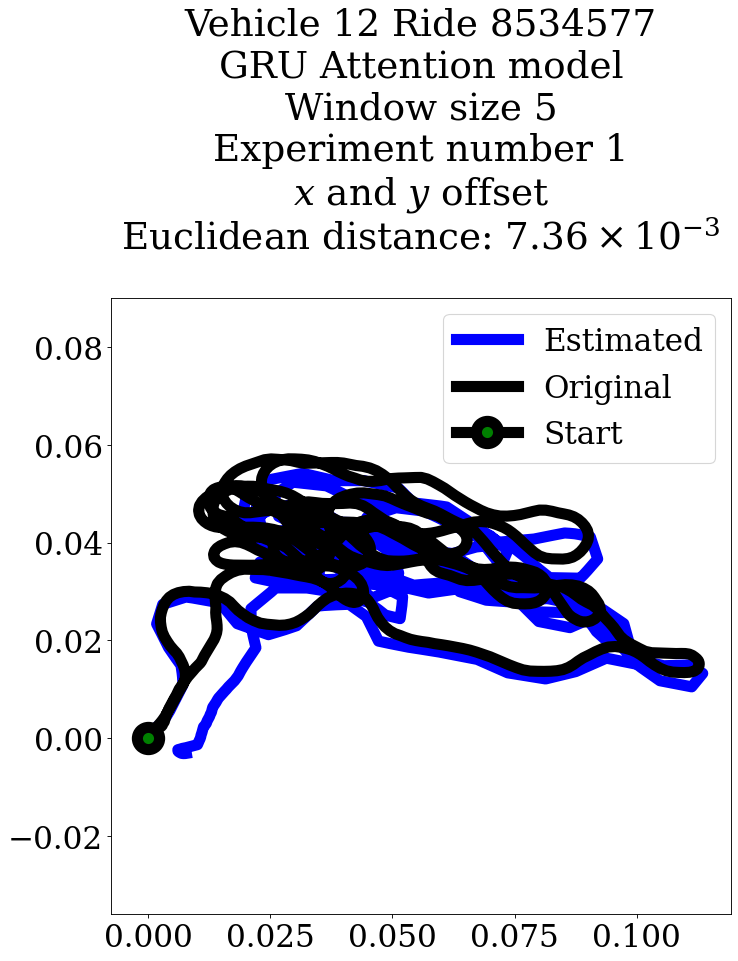 Vehicle 12 Ride 8534577
GRU Attention model
Window size 5
Experiment number 1
x and y offset
Euclidean distance: 7.36 × 10⁻³
Estimated
Original
Start
0.08
0.06
0.04
0.02
0.00
−0.02
0.000 0.025 0.050 0.075 0.100